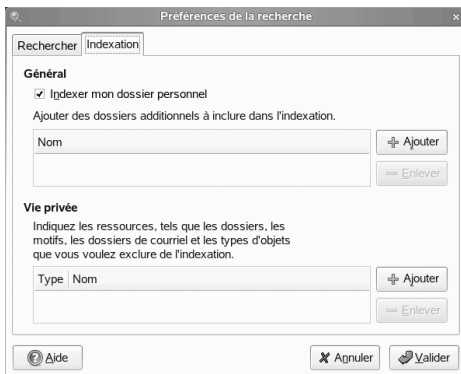 Préférences de la recherche
Rechercher Indexation
Général
Indexer mon dossier personnel
Ajouter des dossiers additionnels à inclure dans l'indexation.
Nom
Ajouter
Enlever
Vie privée
Indiquez les ressources, tels que les dossiers, les
motifs, les dossiers de courriel et les types d'objets
que vous voulez exclure de l'indexation.
Type Nom
Ajouter
Enlever
Aide Annuler Valider